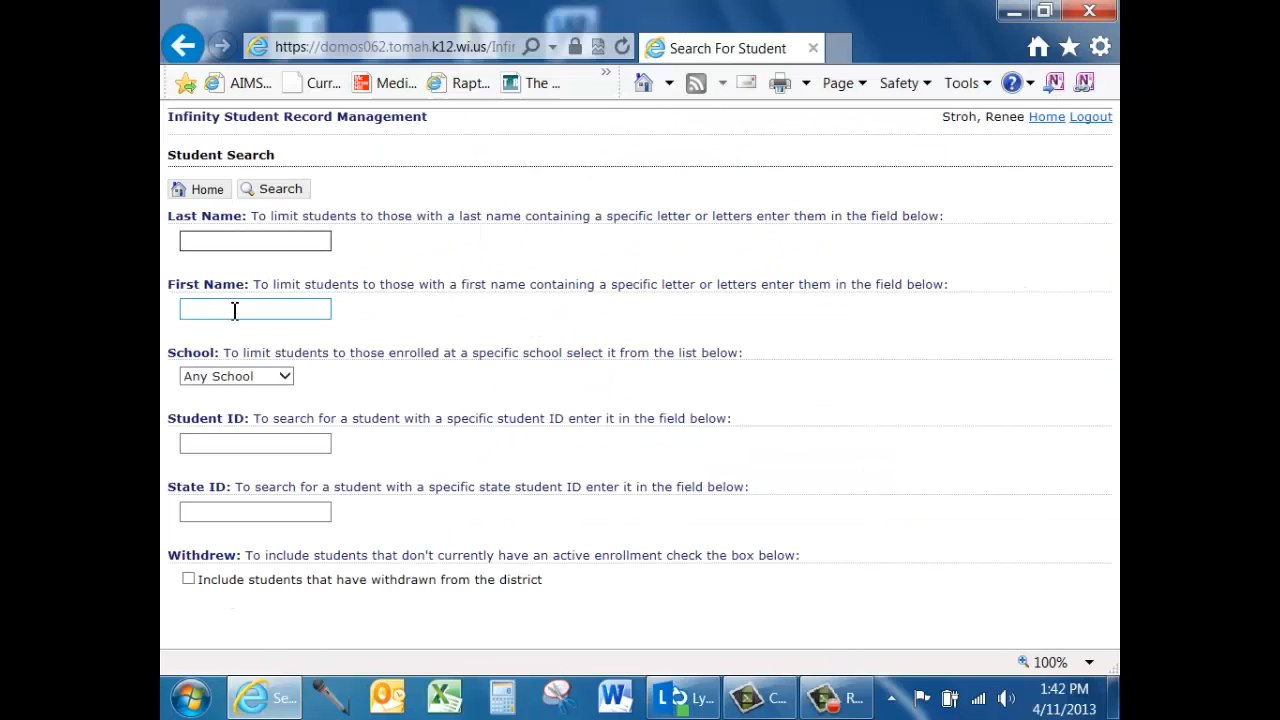 https://domos062.tomah.k12.wi.us/Infir
Search For Student
AIMS... Curr... Medi... Rapt... The ... Page Safety Tools
Infinity Student Record Management Stroh, Renee Home Logout
Student Search
Home Search
Last Name: To limit students to those with a last name containing a specific letter or letters enter them in the field below:
First Name: To limit students to those with a first name containing a specific letter or letters enter them in the field below:
School: To limit students to those enrolled at a specific school select it from the list below:
Any School
Student ID: To search for a student with a specific student ID enter it in the field below:
State ID: To search for a student with a specific state student ID enter it in the field below:
Withdrew: To include students that don't currently have an active enrollment check the box below:
Include students that have withdrawn from the district
100%
Se... Ly... C... R... 1:42 PM
4/11/2013